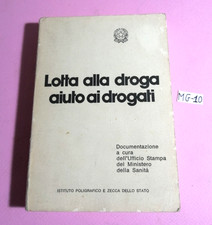 Lotta alla droga
aiuto ai drogati
MG-10
Documentazione
a cura
dell'Ufficio Stampa
del Ministero
della Sanità
ISTITUTO POLIGRAFICO E ZECCA DELLO STATO